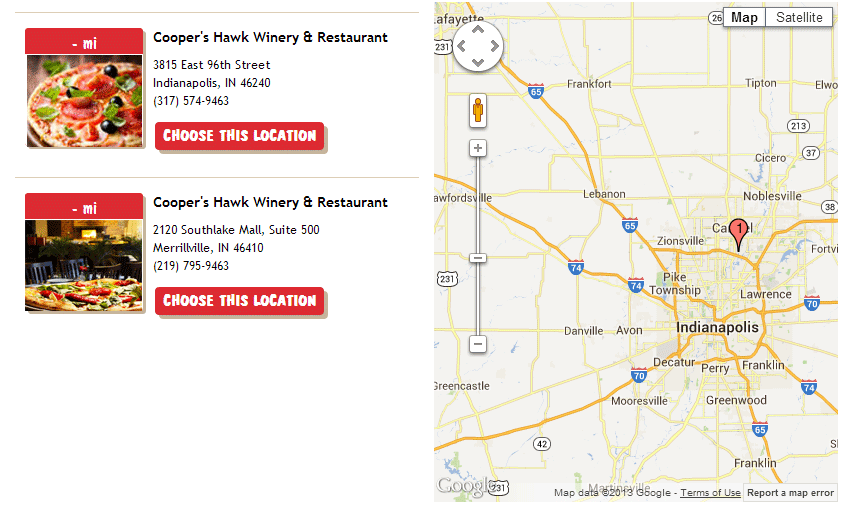 - mi
Cooper's Hawk Winery & Restaurant
3815 East 96th Street
Indianapolis, IN 46240
(317) 574-9463
CHOOSE THIS LOCATION
- mi
Cooper's Hawk Winery & Restaurant
2120 Southlake Mall, Suite 500
Merrillville, IN 46410
(219) 795-9463
CHOOSE THIS LOCATION
Map
Satellite
afayette
26
231
65
Frankfort
Tipton
Elwo
213
37
Cicero
Noblesville
Lebanon
awfordsville
38
65
1
Zionsville
Fortvi
74
231
Pike
Township
74
Lawrence
70
Indianapolis
Danville
Avon
Decatur
Perry
Franklin
70
74
Greencastle
Mooresville
Greenwood
65
42
Franklin
Google
231
Martinsville
Map data ©2013 Google - Terms of Use
Report a map error